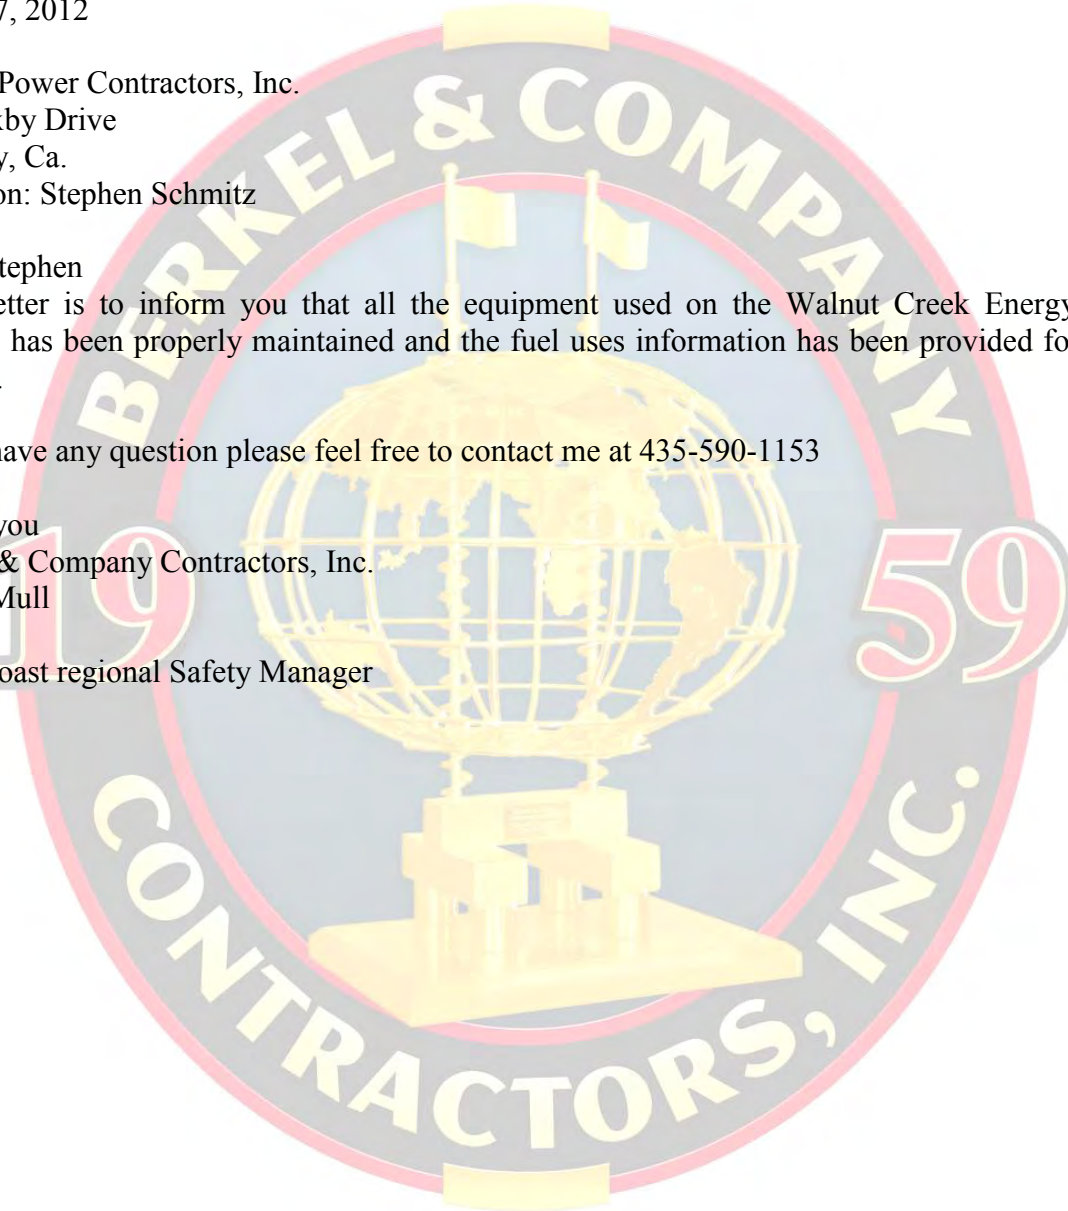 7, 2012
Power Contractors, Inc.
kby Drive
y, Ca.
on: Stephen Schmitz
tephen
etter is to inform you that all the equipment used on the Walnut Creek Energy
has been properly maintained and the fuel uses information has been provided fo
have any question please feel free to contact me at 435-590-1153
you
& Company Contractors, Inc.
Mull
oast regional Safety Manager
BERKEL & COMPANY
19 59
CONTRACTORS, INC.